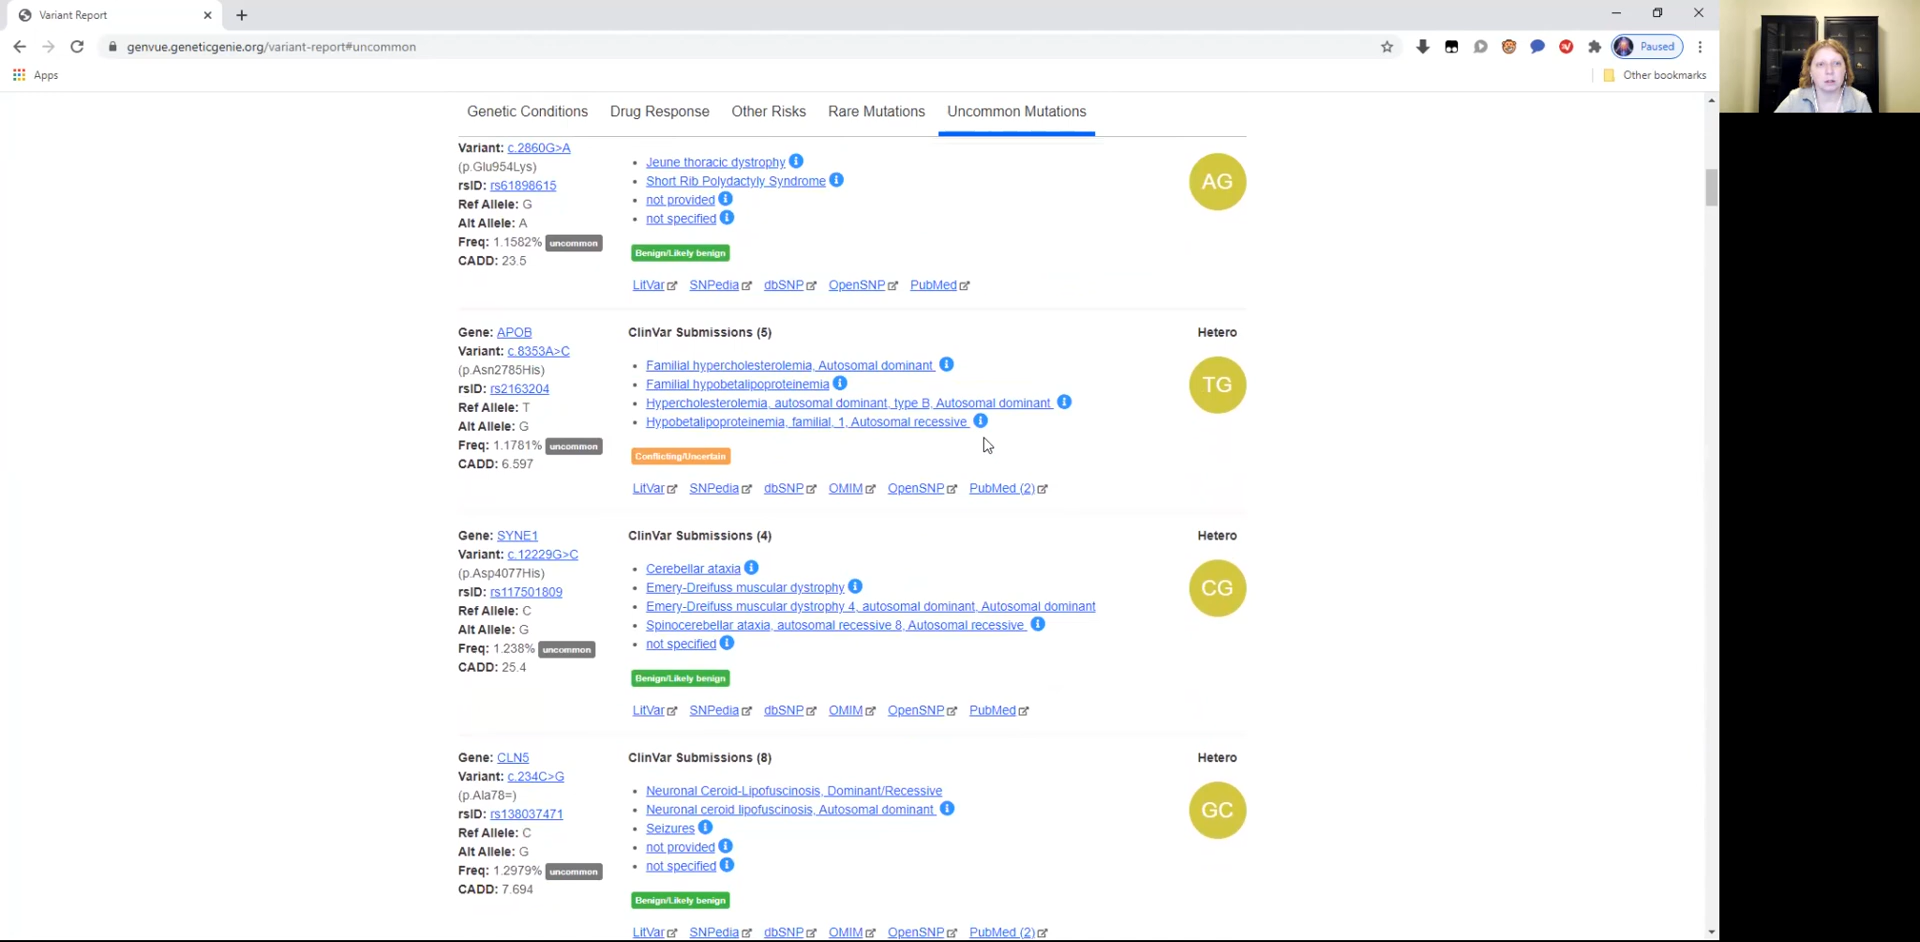 Variant Report
genvue.geneticgenie.org/variant-report#uncommon
Paused
Apps
Other bookmarks
Genetic Conditions Drug Response Other Risks Rare Mutations Uncommon Mutations
Variant: c.2860G>A
(p.Glu954Lys)
rsID: rs61898615
Ref Allele: G
Alt Allele: A
Freq: 1.1582% uncommon
CADD: 23.5
Jeune thoracic dystrophy
Short Rib Polydactyly Syndrome
not provided
not specified
Benign/Likely benign
LitVar SNPedia dbSNP OpenSNP PubMed
AG
Gene: APOB
Variant: c.8353A>C
(p.Asn2785His)
rsID: rs2163204
Ref Allele: T
Alt Allele: G
Freq: 1.1781% uncommon
CADD: 6.597
ClinVar Submissions (5)
Familial hypercholesterolemia, Autosomal dominant
Familial hypobetalipoproteinemia
Hypercholesterolemia, autosomal dominant, type B, Autosomal dominant
Hypobetalipoproteinemia, familial, 1, Autosomal recessive
Conflicting/Uncertain
LitVar SNPedia dbSNP OMIM OpenSNP PubMed (2)
Hetero
TG
Gene: SYNE1
Variant: c.12229G>C
(p.Asp4077His)
rsID: rs117501809
Ref Allele: C
Alt Allele: G
Freq: 1.238% uncommon
CADD: 25.4
ClinVar Submissions (4)
Cerebellar ataxia
Emery-Dreifuss muscular dystrophy
Emery-Dreifuss muscular dystrophy 4, autosomal dominant, Autosomal dominant
Spinocerebellar ataxia, autosomal recessive 8, Autosomal recessive
not specified
Benign/Likely benign
LitVar SNPedia dbSNP OMIM OpenSNP PubMed
Hetero
CG
Gene: CLN5
Variant: c.234C>G
(p.Ala78=)
rsID: rs138037471
Ref Allele: C
Alt Allele: G
Freq: 1.2979% uncommon
CADD: 7.694
ClinVar Submissions (8)
Neuronal Ceroid-Lipofuscinosis, Dominant/Recessive
Neuronal ceroid lipofuscinosis, Autosomal dominant
Seizures
not provided
not specified
Benign/Likely benign
LitVar SNPedia dbSNP OMIM OpenSNP PubMed (2)
Hetero
GC